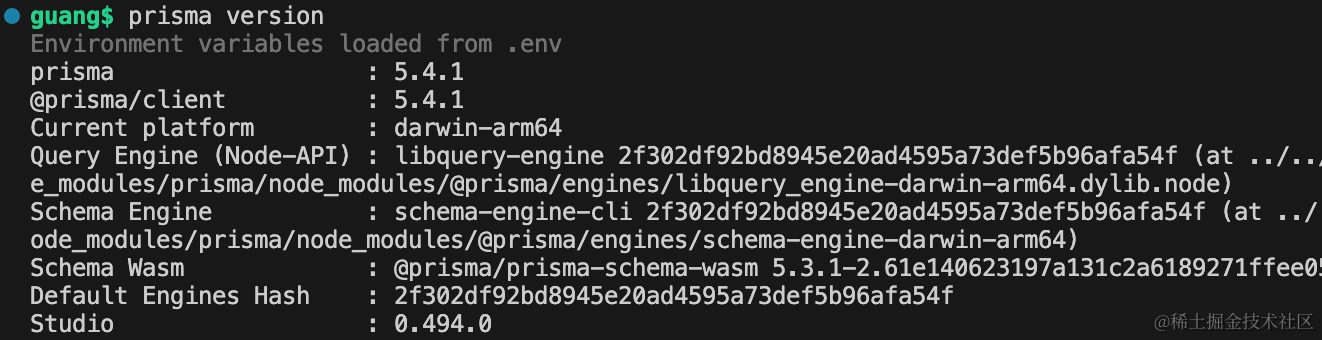 guang$ prisma version
Environment variables loaded from .env
prisma : 5.4.1
@prisma/client : 5.4.1
Current platform : darwin-arm64
Query Engine (Node-API) : libquery-engine 2f302df92bd8945e20ad4595a73def5b96afa54f (at ../../
e_modules/prisma/node_modules/@prisma/engines/libquery_engine-darwin-arm64.dylib.node)
Schema Engine : schema-engine-cli 2f302df92bd8945e20ad4595a73def5b96afa54f (at ../
ode_modules/prisma/node_modules/@prisma/engines/schema-engine-darwin-arm64)
Schema Wasm : @prisma/prisma-schema-wasm 5.3.1-2.61e140623197a131c2a6189271ffee05
Default Engines Hash : 2f302df92bd8945e20ad4595a73def5b96afa54f
Studio : 0.494.0
@稀土掘金技术社区